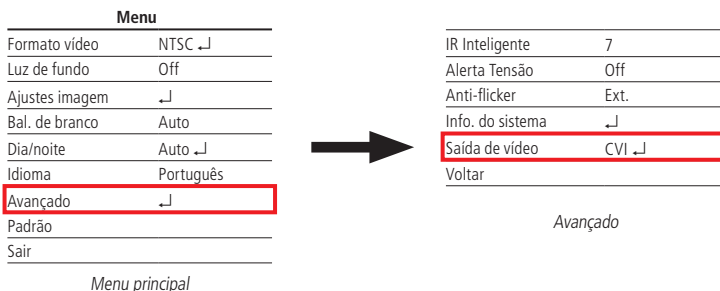 Menu
Formato vídeo NTSC ↵
Luz de fundo Off
Ajustes imagem ↵
Bal. de branco Auto
Dia/noite Auto ↵
Idioma Português
Avançado ↵
Padrão
Sair
Menu principal
IR Inteligente 7
Alerta Tensão Off
Anti-flicker Ext.
Info. do sistema ↵
Saída de vídeo CVI ↵
Voltar
Avançado